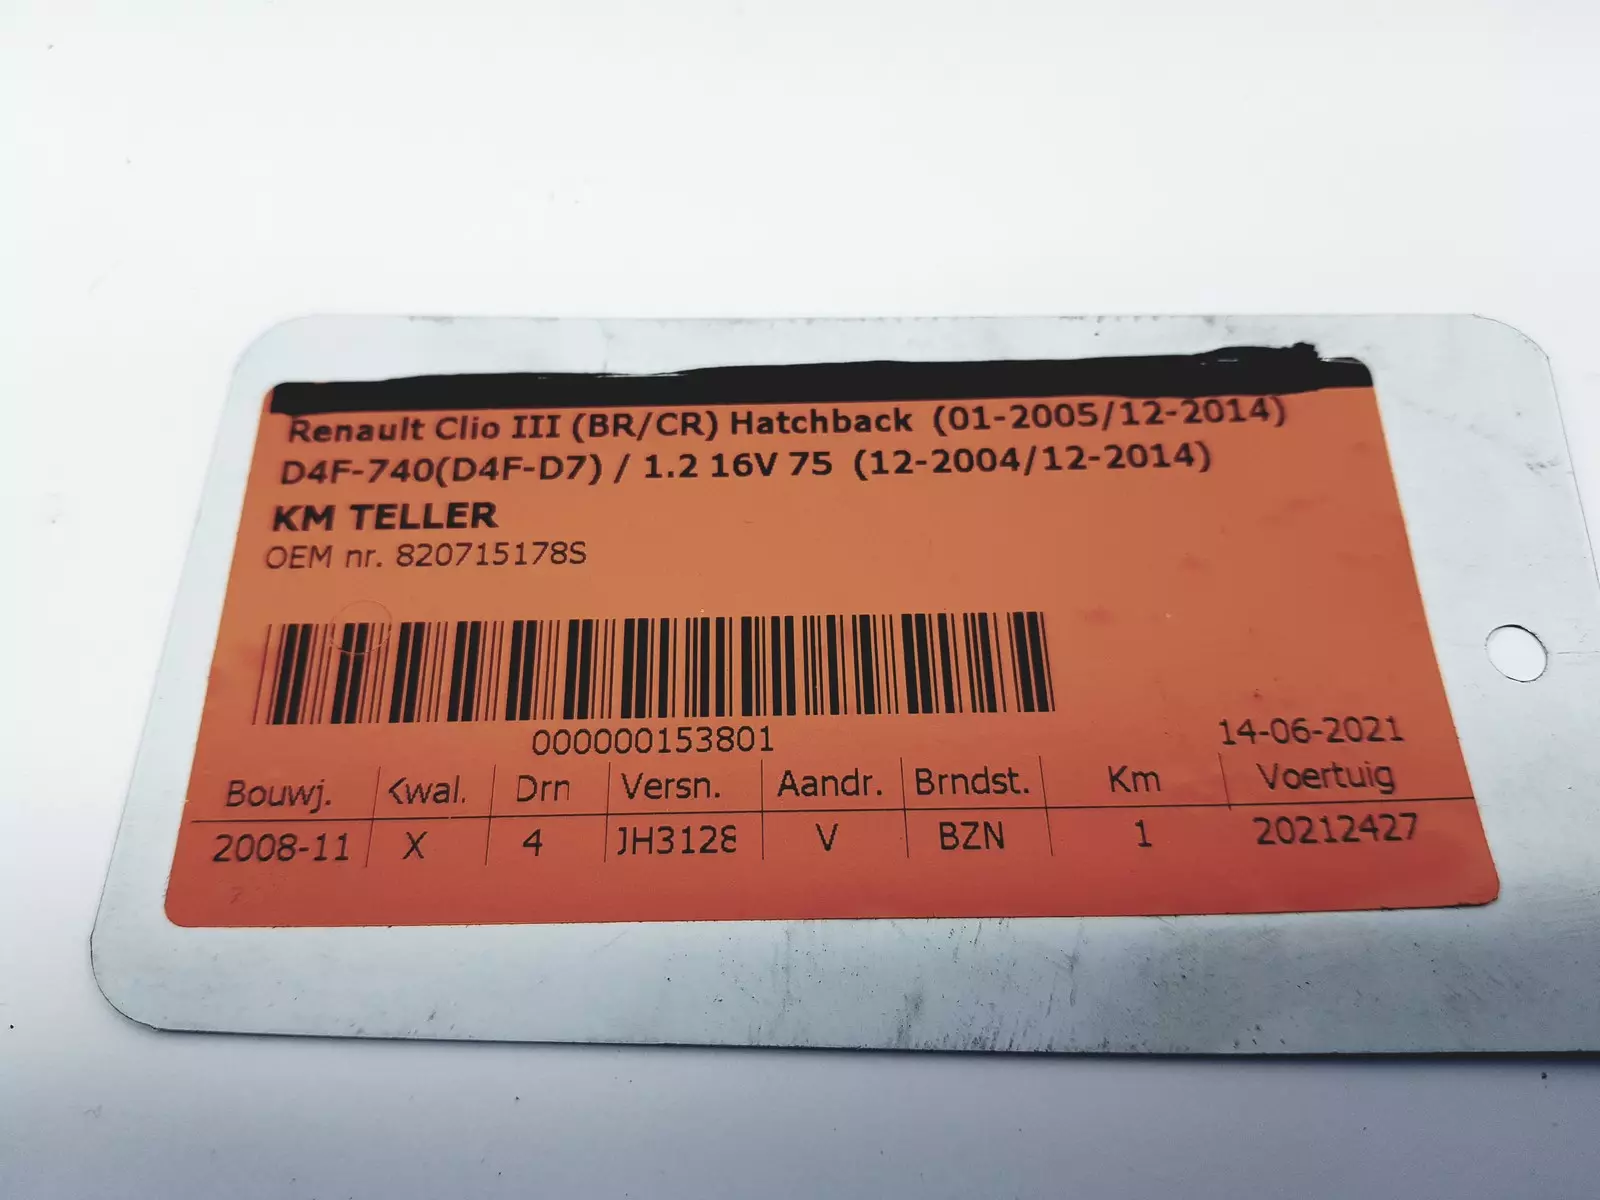 Renault Clio III (BR/CR) Hatchback (01-2005/12-2014)
D4F-740(D4F-D7) / 1.2 16V 75 (12-2004/12-2014)
KM TELLER
OEM nr. 820715178S
000000153801
14-06-2021
Bouwj. Kwal. Drn Versn. Aandr. Brndst. Km Voertuig
2008-11 X 4 JH3128 V BZN 1 20212427